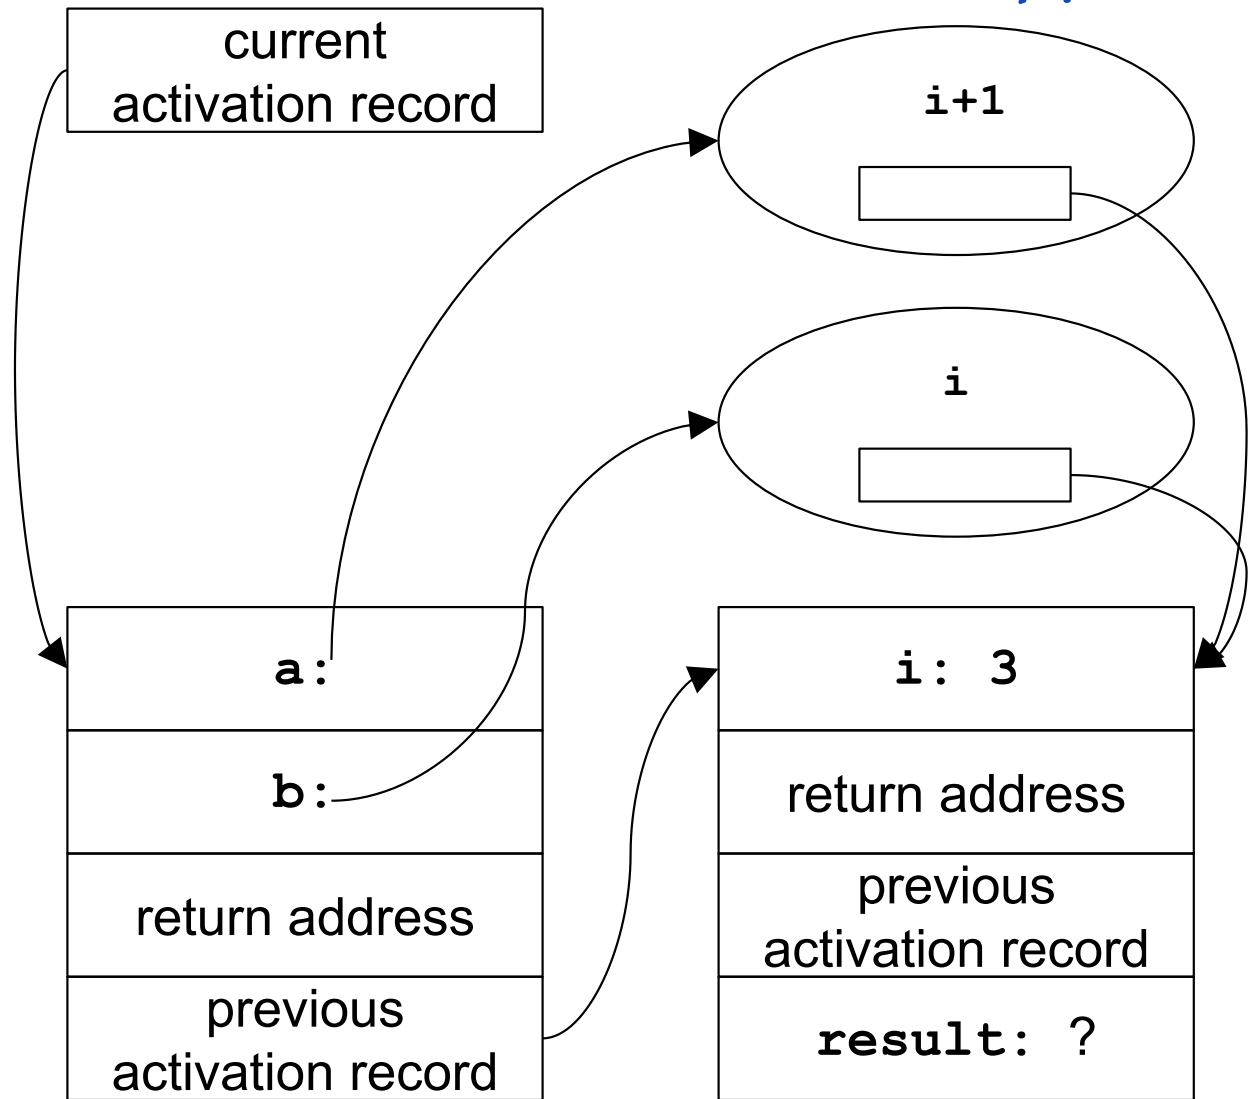 current
activation record
i+1
i
a:
b:
return address
previous
activation record
i: 3
return address
previous
activation record
result: ?